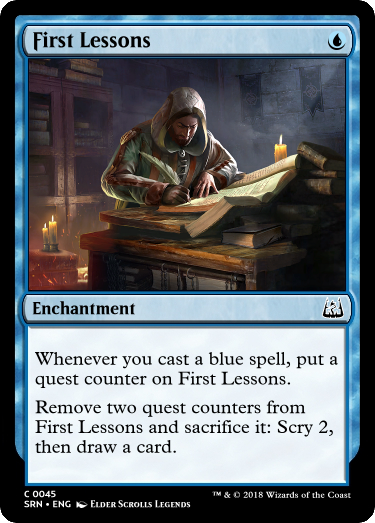 First Lessons
Enchantment
Whenever you cast a blue spell, put a
quest counter on First Lessons.
Remove two quest counters from
First Lessons and sacrifice it: Scry 2,
then draw a card.
C 0045
SRN • ENG Elder Scrolls Legends
™ & © 2018 Wizards of the Coast